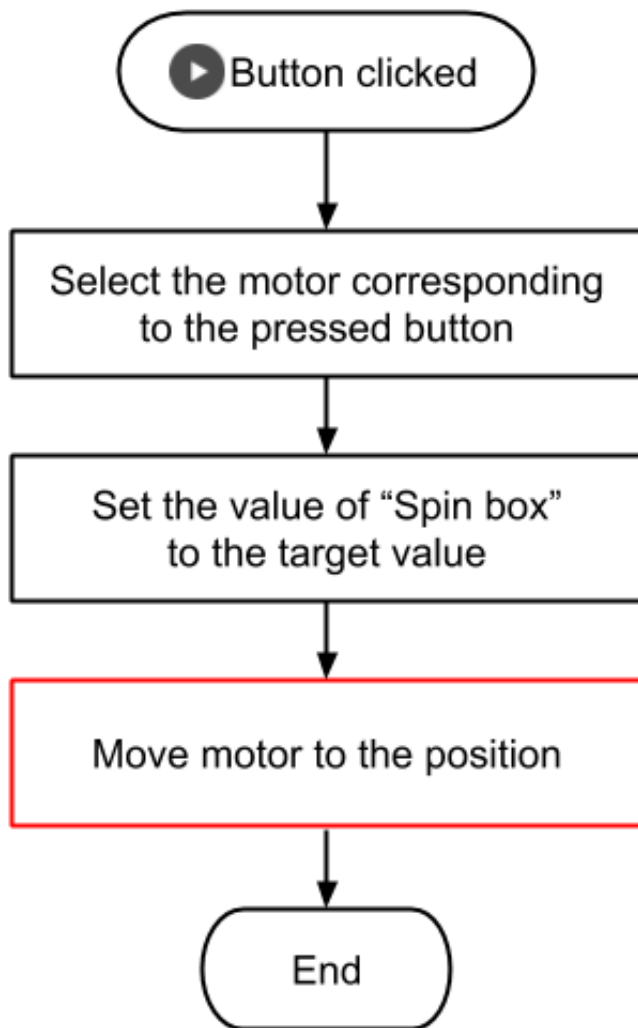 Button clicked
Select the motor corresponding
to the pressed button
Set the value of “Spin box”
to the target value
Move motor to the position
End